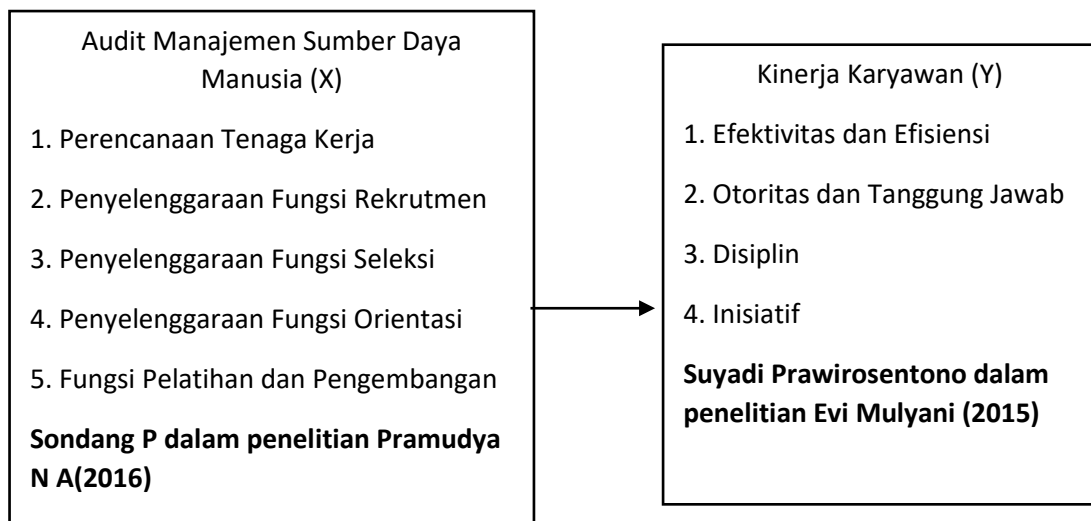 Audit Manajemen Sumber Daya
Manusia (X)
1. Perencanaan Tenaga Kerja
2. Penyelenggaraan Fungsi Rekrutmen
3. Penyelenggaraan Fungsi Seleksi
4. Penyelenggaraan Fungsi Orientasi
5. Fungsi Pelatihan dan Pengembangan
Sondang P dalam penelitian Pramudya
N A(2016)
Kinerja Karyawan (Y)
1. Efektivitas dan Efisiensi
2. Otoritas dan Tanggung Jawab
3. Disiplin
4. Inisiatif
Suyadi Prawirosentono dalam
penelitian Evi Mulyani (2015)